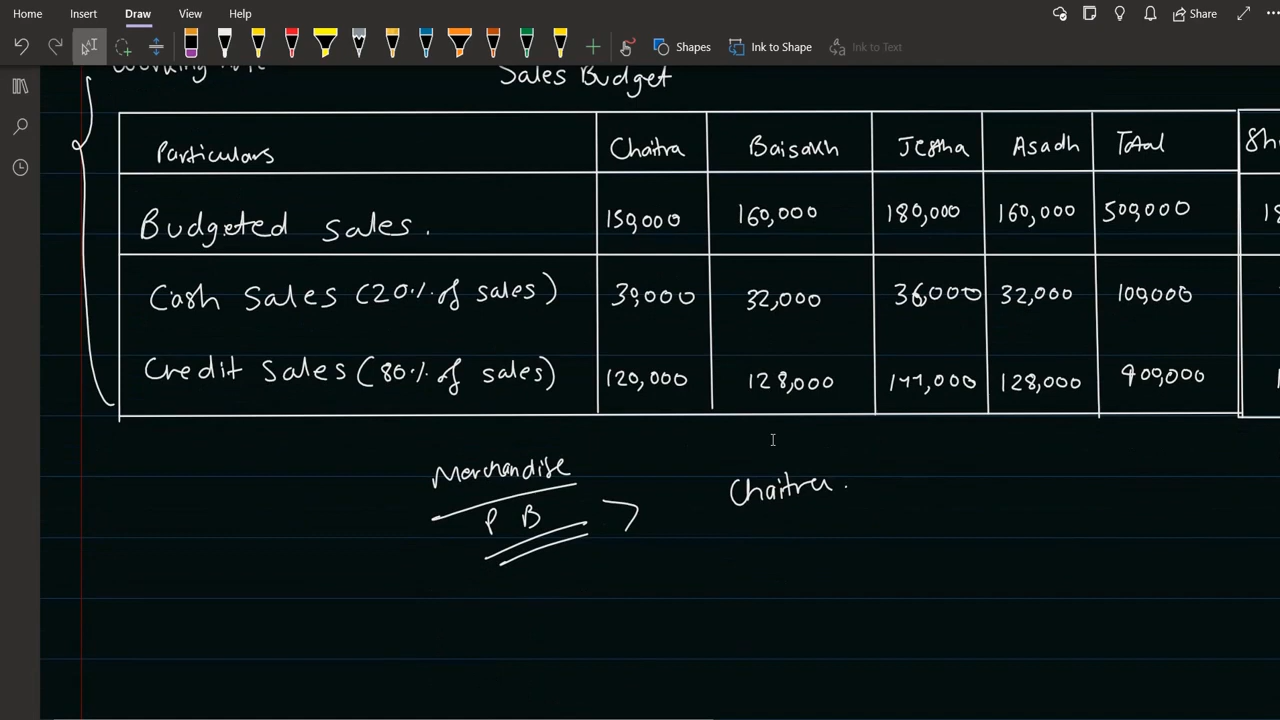 Home Insert Draw View Help Share
Shapes Ink to Shape Ink to Text
Sales Budget
Particulars Chaitra Baisakh Jestha Asadh Total
Budgeted sales. 150,000 160,000 180,000 160,000 500,000
Cash Sales (20% of sales) 30,000 32,000 36,000 32,000 100,000
Credit Sales (80% of sales) 120,000 128,000 144,000 128,000 400,000
Merchandise
P B
Chaitra.